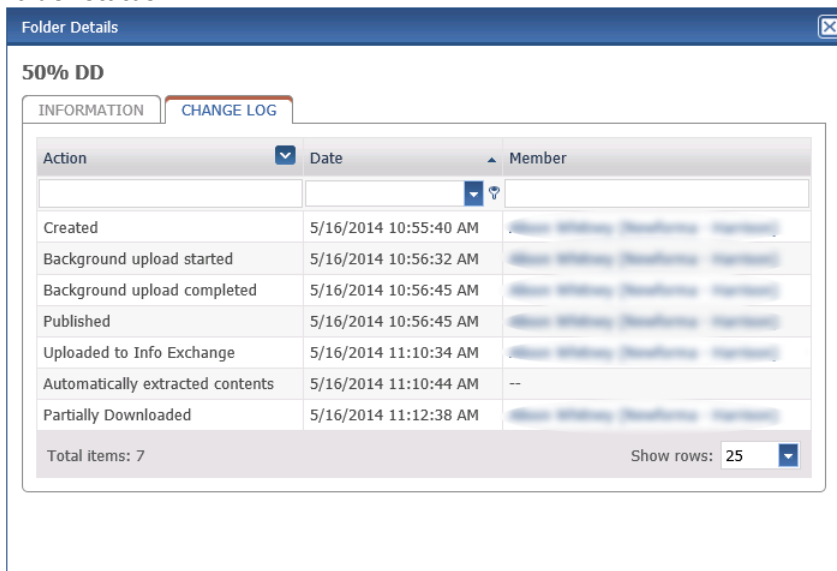 Folder Details
50% DD
INFORMATION CHANGE LOG
Action Date Member
Created 5/16/2014 10:55:40 AM
Background upload started 5/16/2014 10:56:32 AM
Background upload completed 5/16/2014 10:56:45 AM
Published 5/16/2014 10:56:45 AM
Uploaded to Info Exchange 5/16/2014 11:10:34 AM
Automatically extracted contents 5/16/2014 11:10:44 AM --
Partially Downloaded 5/16/2014 11:12:38 AM
Total items: 7 Show rows: 25